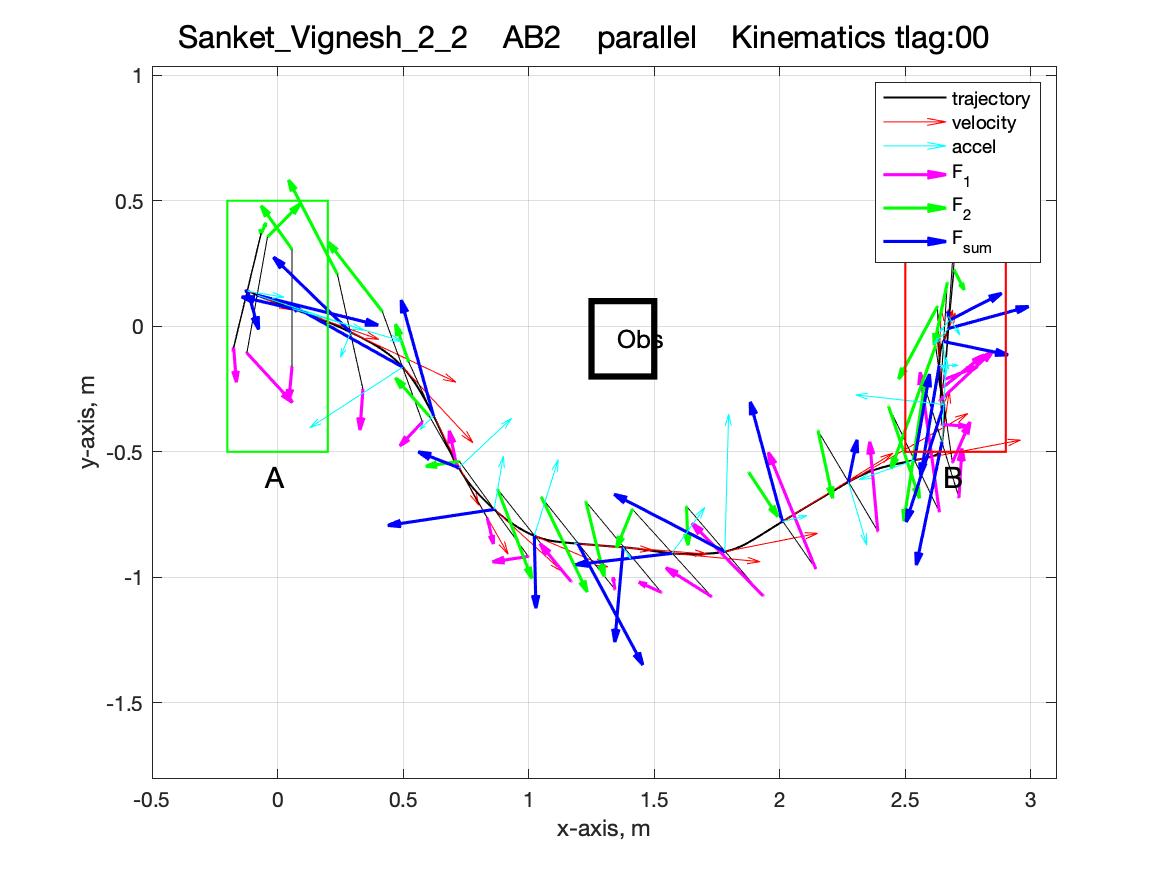 Sanket_Vignesh_2_2 AB2 parallel Kinematics tlag:00
1
0.5
0
-0.5
-1
-1.5
y-axis, m
trajectory
velocity
accel
F1
F2
Fsum
Obs
A
B
-0.5 0 0.5 1 1.5 2 2.5 3
x-axis, m